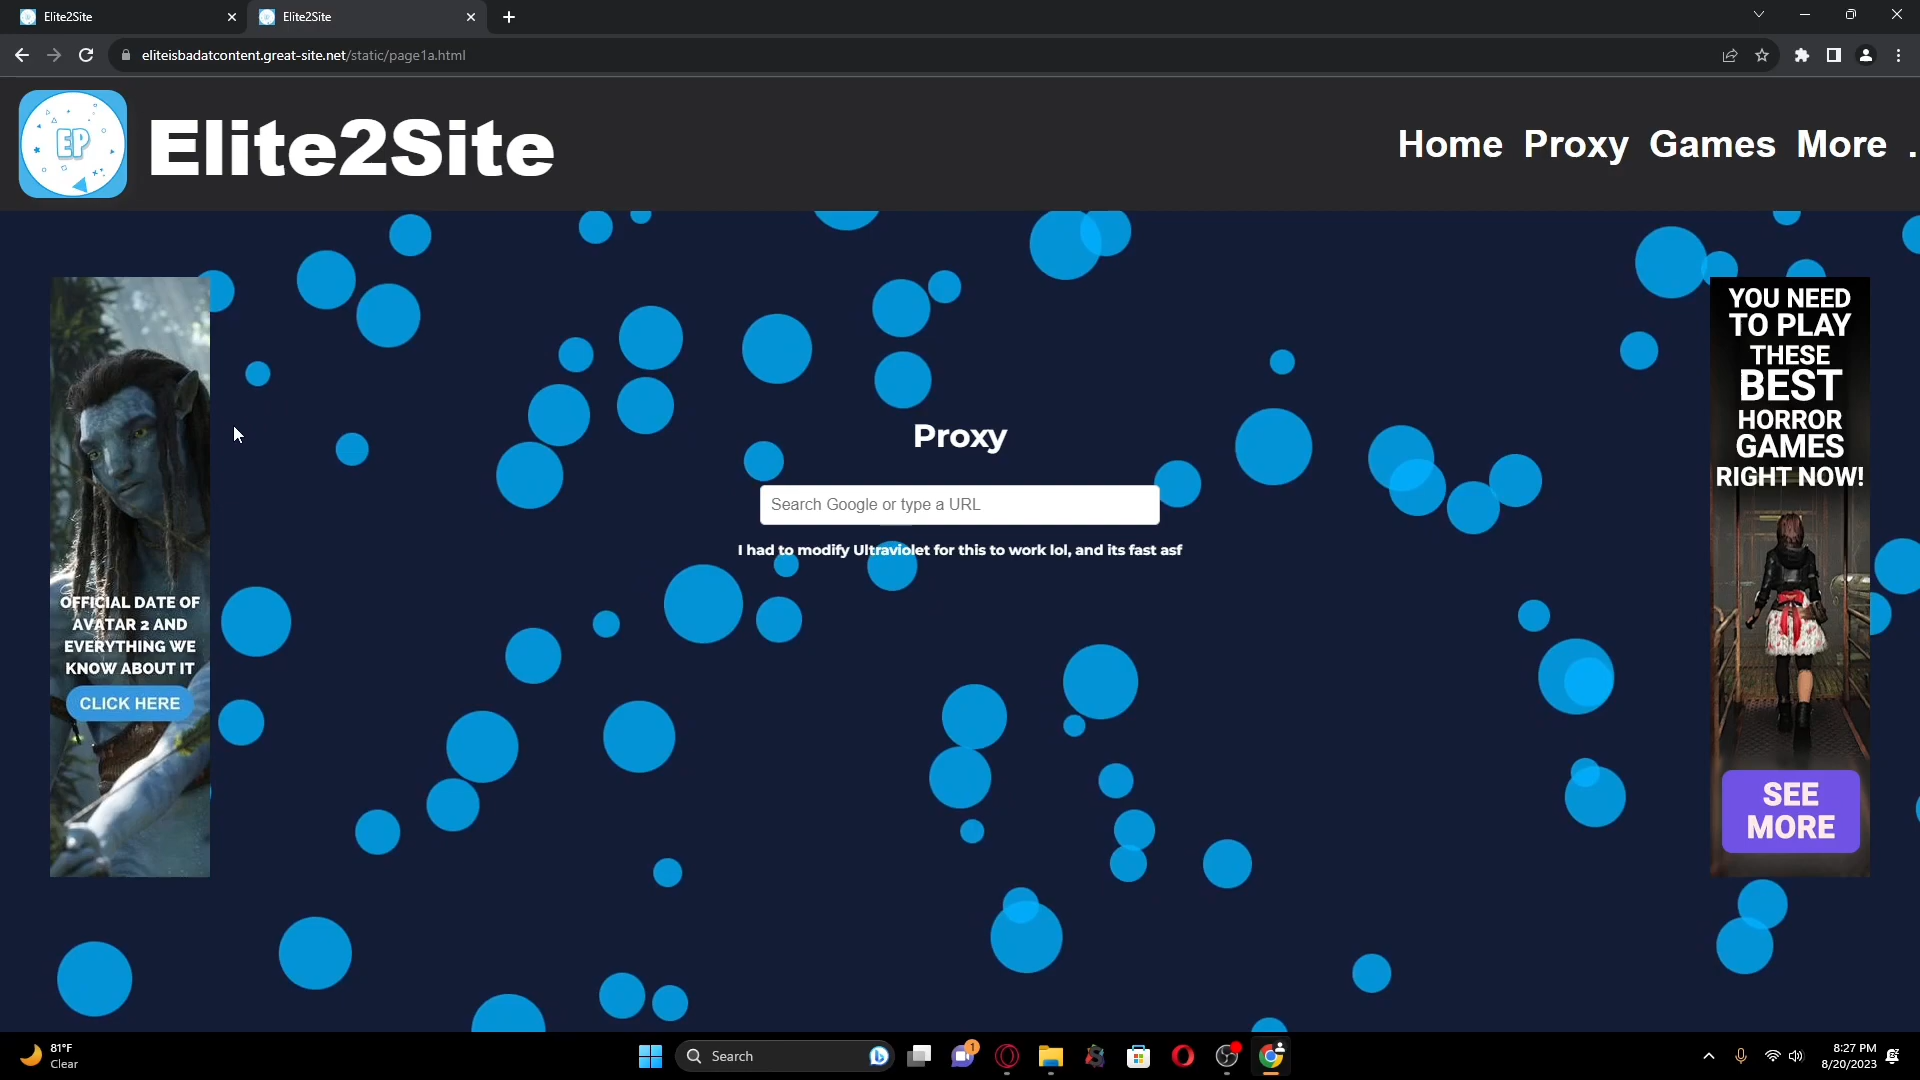 Elite2Site
Elite2Site
eliteisbadatcontent.great-site.net/static/page1a.html
EP
Elite2Site
Home Proxy Games More .
OFFICIAL DATE OF
AVATAR 2 AND
EVERYTHING WE
KNOW ABOUT IT
CLICK HERE
Proxy
Search Google or type a URL
I had to modify Ultraviolet for this to work lol, and its fast asf
YOU NEED
TO PLAY
THESE
BEST
HORROR
GAMES
RIGHT NOW!
SEE
MORE
81°F
Clear
Search
1
8:27 PM
8/20/2023